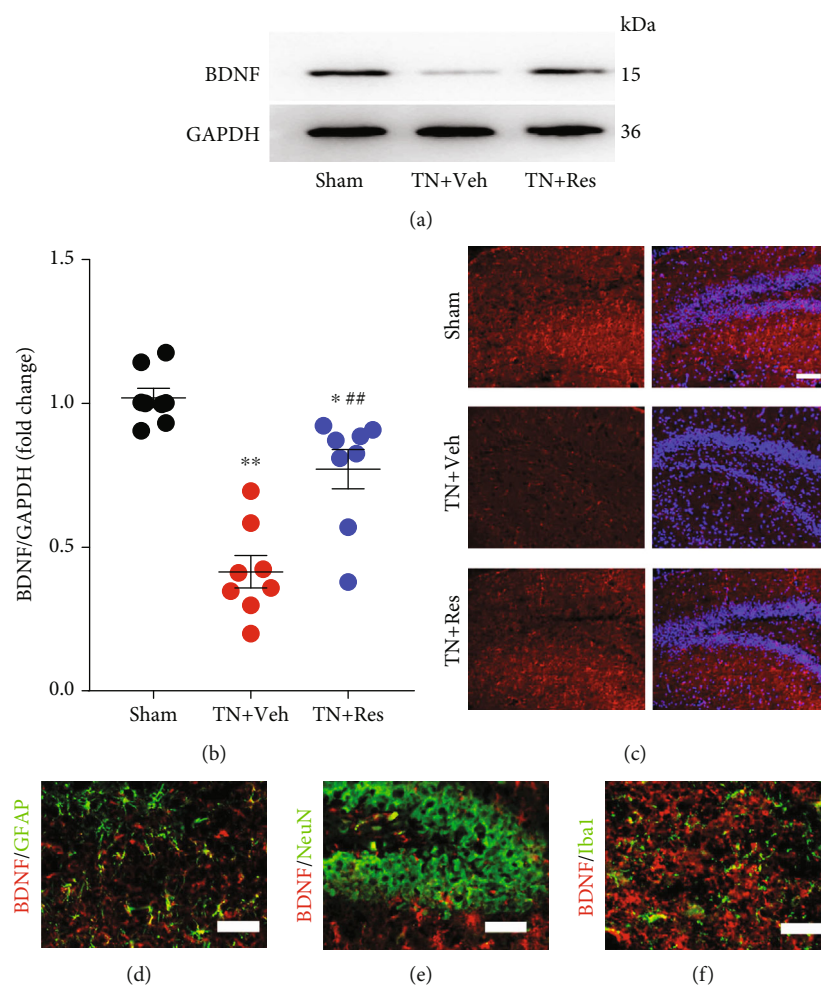 kDa
BDNF
15
GAPDH
36
Sham
TN+Veh
TN+Res
(a)
BDNF/GAPDH (fold change)
1.5
1.0
0.5
0.0
**
* ##
Sham
TN+Veh
TN+Res
(b)
Sham
TN+Veh
TN+Res
(c)
BDNF/GFAP
(d)
BDNF/NeuN
(e)
BDNF/Iba1
(f)